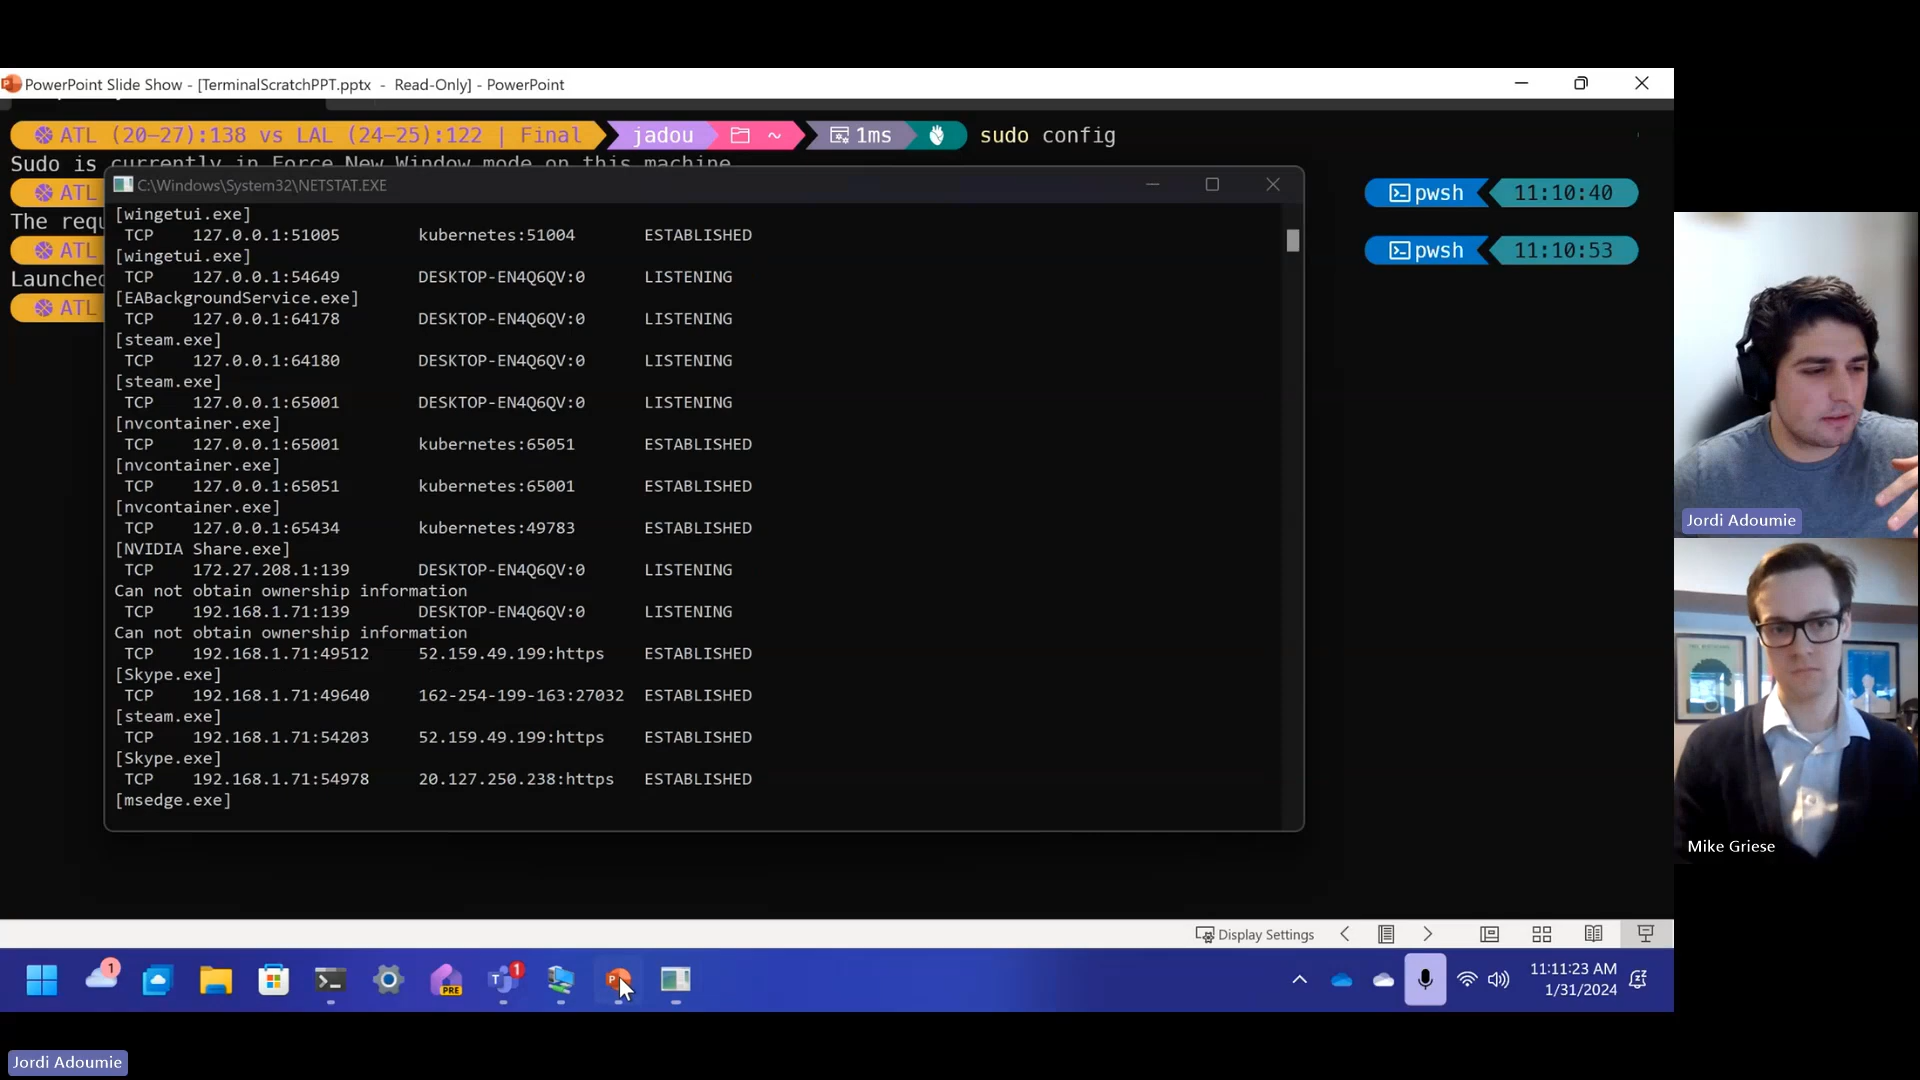 PowerPoint Slide Show - [TerminalScratchPPT.pptx - Read-Only] - PowerPoint
ATL (20–27):138 vs LAL (24–25):122 | Final jadou ~ 1ms sudo config
Sudo is currently in Force New Window mode on this machine
C:\Windows\System32\NETSTAT.EXE
ATL
pwsh 11:10:40
The requ
ATL
pwsh 11:10:53
Launched
ATL
[wingetui.exe]
TCP 127.0.0.1:51005 kubernetes:51004 ESTABLISHED
[wingetui.exe]
TCP 127.0.0.1:54649 DESKTOP-EN4Q6QV:0 LISTENING
[EABackgroundService.exe]
TCP 127.0.0.1:64178 DESKTOP-EN4Q6QV:0 LISTENING
[steam.exe]
TCP 127.0.0.1:64180 DESKTOP-EN4Q6QV:0 LISTENING
[steam.exe]
TCP 127.0.0.1:65001 DESKTOP-EN4Q6QV:0 LISTENING
[nvcontainer.exe]
TCP 127.0.0.1:65001 kubernetes:65051 ESTABLISHED
[nvcontainer.exe]
TCP 127.0.0.1:65051 kubernetes:65001 ESTABLISHED
[nvcontainer.exe]
TCP 127.0.0.1:65434 kubernetes:49783 ESTABLISHED
[NVIDIA Share.exe]
TCP 172.27.208.1:139 DESKTOP-EN4Q6QV:0 LISTENING
Can not obtain ownership information
TCP 192.168.1.71:139 DESKTOP-EN4Q6QV:0 LISTENING
Can not obtain ownership information
TCP 192.168.1.71:49512 52.159.49.199:https ESTABLISHED
[Skype.exe]
TCP 192.168.1.71:49640 162-254-199-163:27032 ESTABLISHED
[steam.exe]
TCP 192.168.1.71:54203 52.159.49.199:https ESTABLISHED
[Skype.exe]
TCP 192.168.1.71:54978 20.127.250.238:https ESTABLISHED
[msedge.exe]
Jordi Adoumie
Mike Griese
Display Settings
1
PRE
T 1
P
11:11:23 AM
1/31/2024
Jordi Adoumie